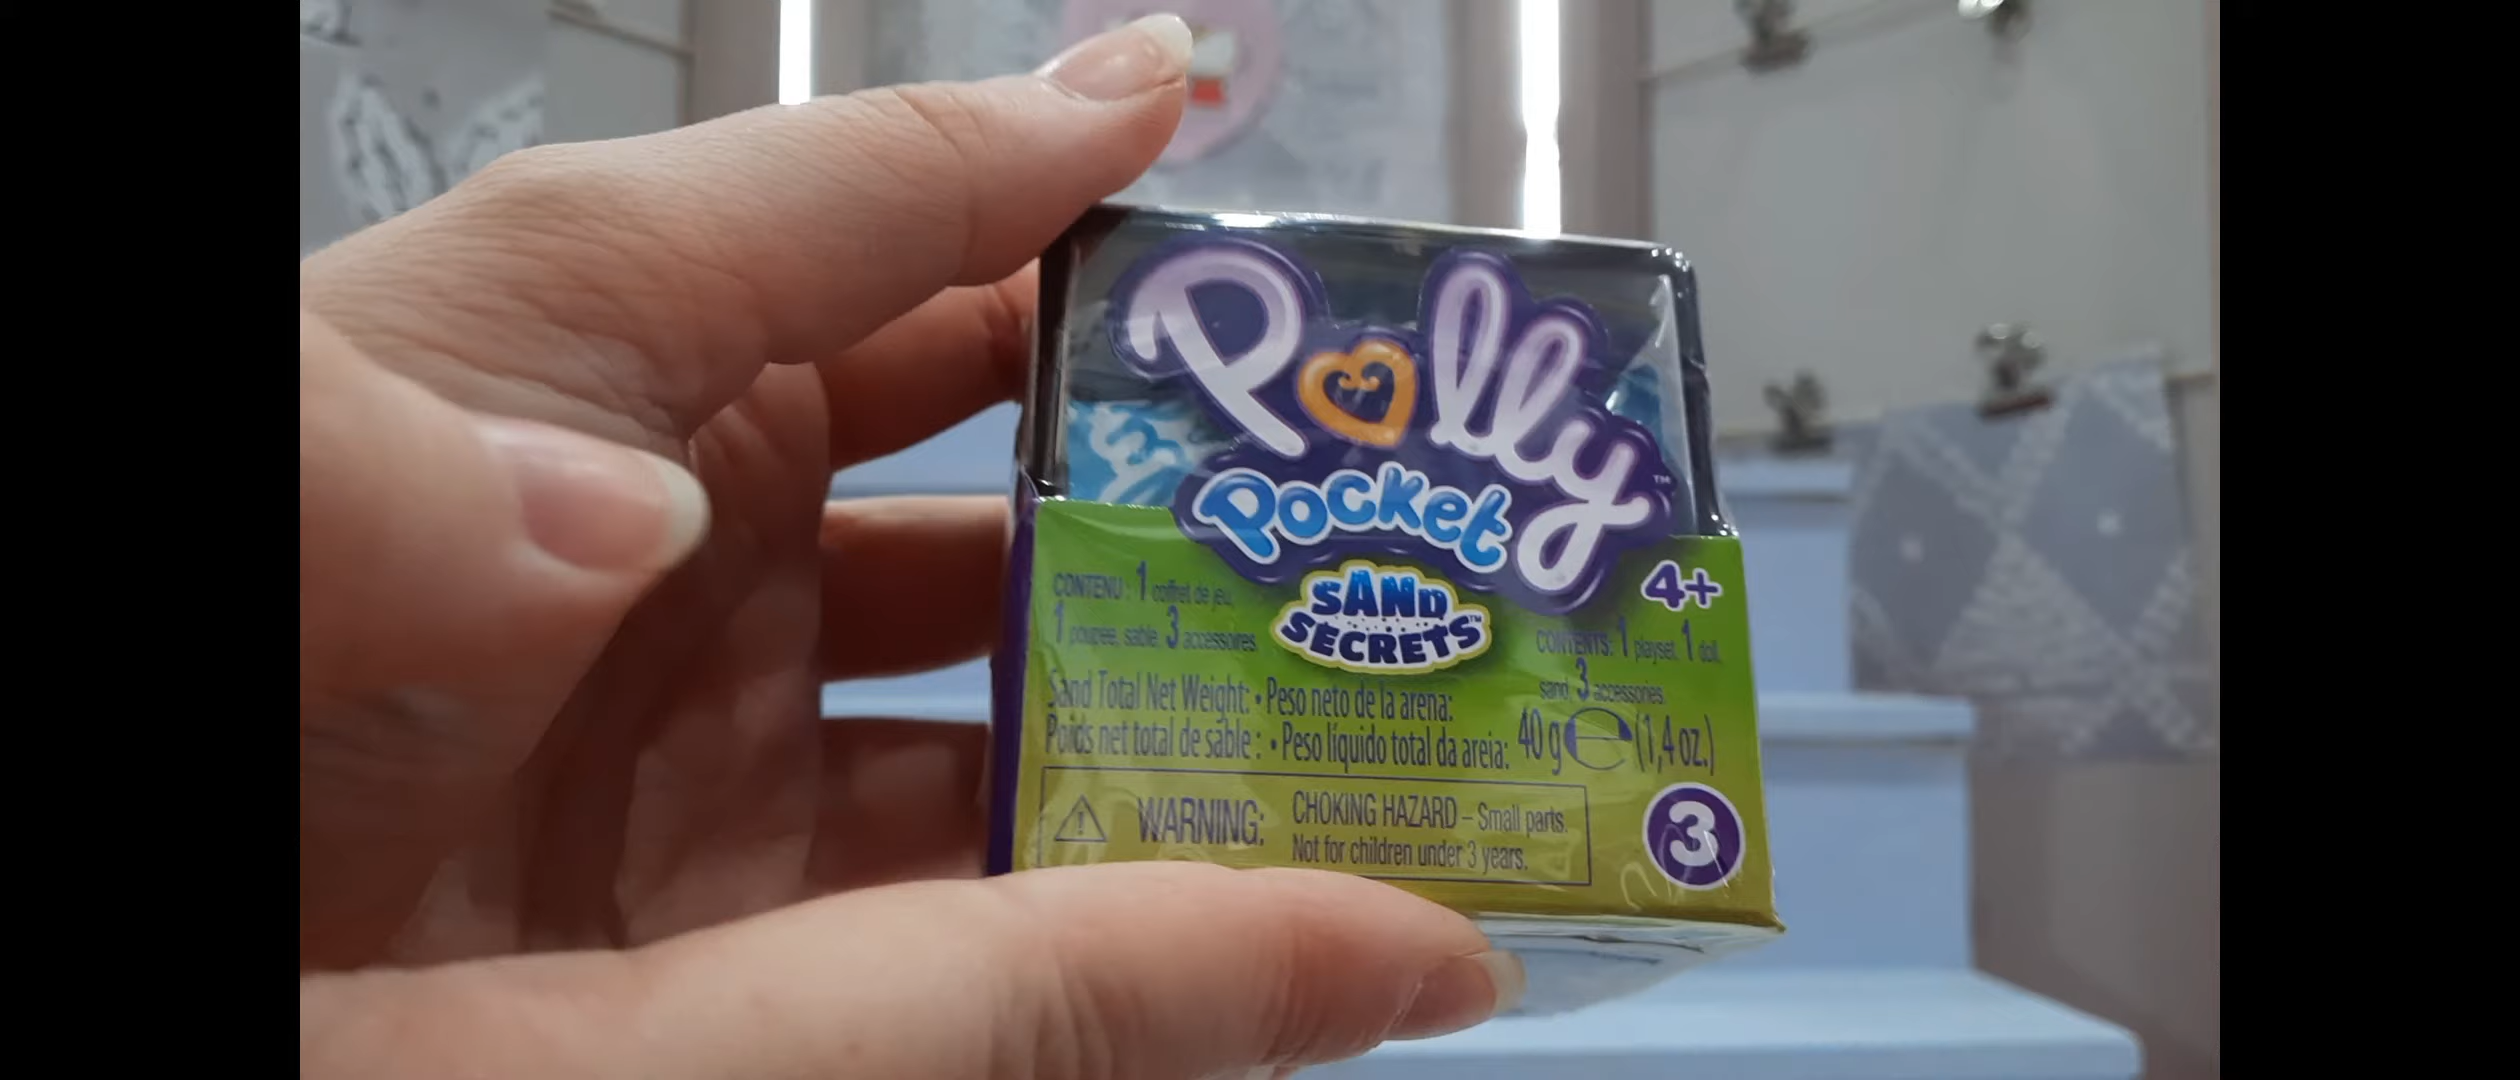 Polly™
Pocket
SAND
SECRETS™
4+
CONTENU : 1 coffret de jeu,
1 poupée, sable, 3 accessoires
CONTENTS: 1 playset, 1 doll,
sand, 3 accessories.
Sand Total Net Weight: • Peso neto de la arena:
Poids net total de sable : • Peso líquido total da areia: 40 g ℮ (1,4 oz.)
WARNING: CHOKING HAZARD – Small parts.
Not for children under 3 years.
3